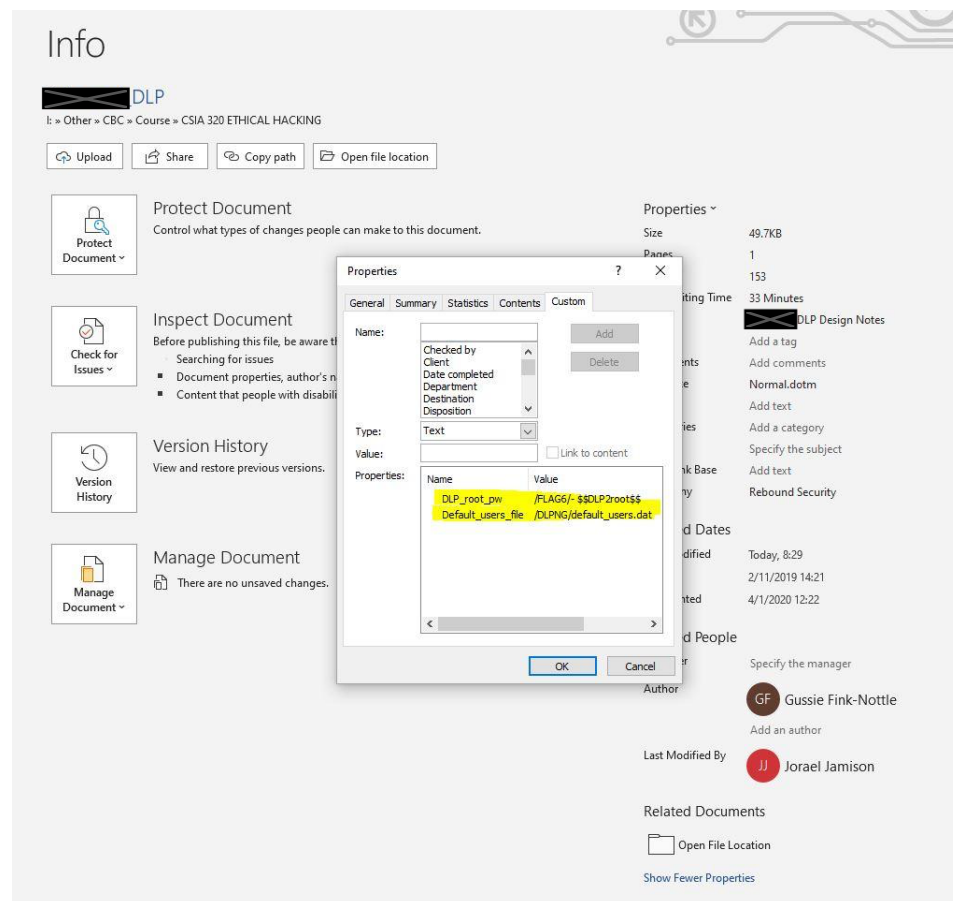 Info
DLP
I: » Other » CBC » Course » CSIA 320 ETHICAL HACKING
Upload
Share
Copy path
Open file location
Protect Document
Protect Document
Control what types of changes people can make to this document.
Check for Issues
Inspect Document
Before publishing this file, be aware
Searching for issues
Document properties, author's
Content that people with
Version History
Version History
View and restore previous versions.
Manage Document
Manage Document
There are no unsaved changes.
Properties ? X
General Summary Statistics Contents Custom
Name: Add
Checked by
Client Delete
Date completed
Department
Destination
Disposition
Type: Text
Value: Link to content
Properties: Name Value
DLP_root_pw /FLAG6/- $$DLP2root$$
Default_users_file /DLPNG/default_users.dat
OK Cancel
Properties
Size 49.7KB
Pages 1
153
Time 33 Minutes
DLP Design Notes
Add a tag
Add comments
Normal.dotm
Add text
Add a category
Specify the subject
Base Add text
Rebound Security
Dates
Today, 8:29
2/11/2019 14:21
4/1/2020 12:22
People
Specify the manager
Author
GF Gussie Fink-Nottle
Add an author
Last Modified By
JJ Jorael Jamison
Related Documents
Open File Location
Show Fewer Properties